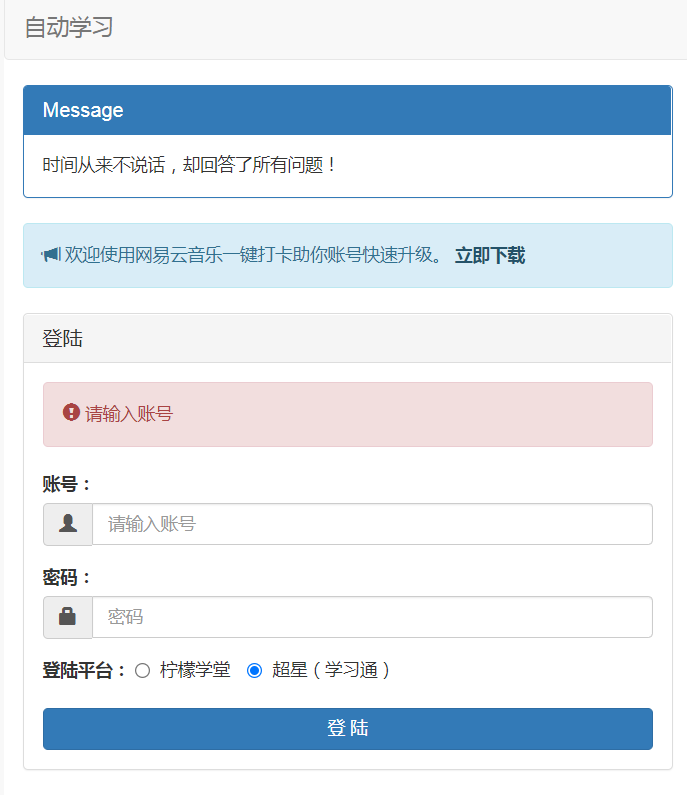 自动学习
Message
时间从来不说话，却回答了所有问题！
欢迎使用网易云音乐一键打卡助你账号快速升级。 立即下载
登陆
请输入账号
账号：
请输入账号
密码：
密码
登陆平台： 柠檬学堂 超星（学习通）
登 陆